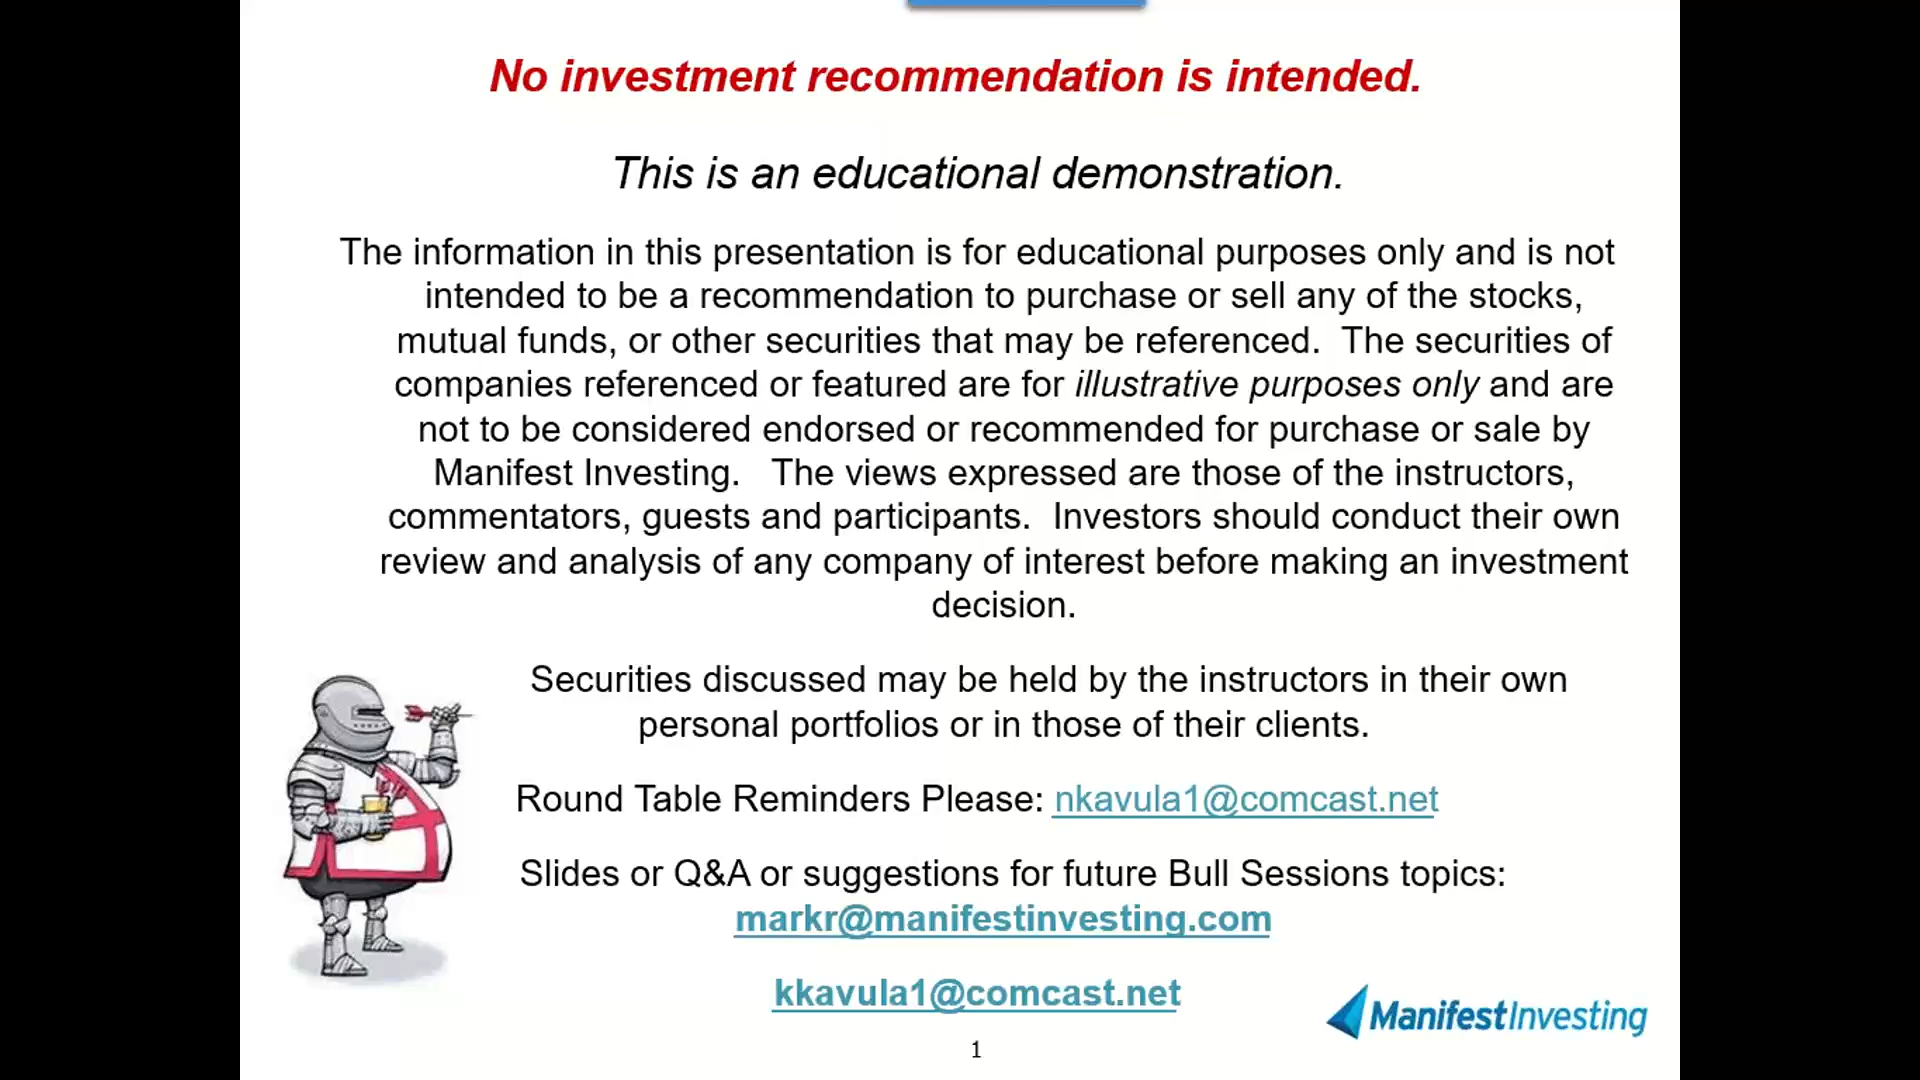 No investment recommendation is intended.
This is an educational demonstration.
The information in this presentation is for educational purposes only and is not
intended to be a recommendation to purchase or sell any of the stocks,
mutual funds, or other securities that may be referenced.  The securities of
companies referenced or featured are for illustrative purposes only and are
not to be considered endorsed or recommended for purchase or sale by
Manifest Investing.   The views expressed are those of the instructors,
commentators, guests and participants.  Investors should conduct their own
review and analysis of any company of interest before making an investment
decision.
Securities discussed may be held by the instructors in their own
personal portfolios or in those of their clients.
Round Table Reminders Please: nkavula1@comcast.net
Slides or Q&A or suggestions for future Bull Sessions topics:
markr@manifestinvesting.com
kkavula1@comcast.net
ManifestInvesting
1